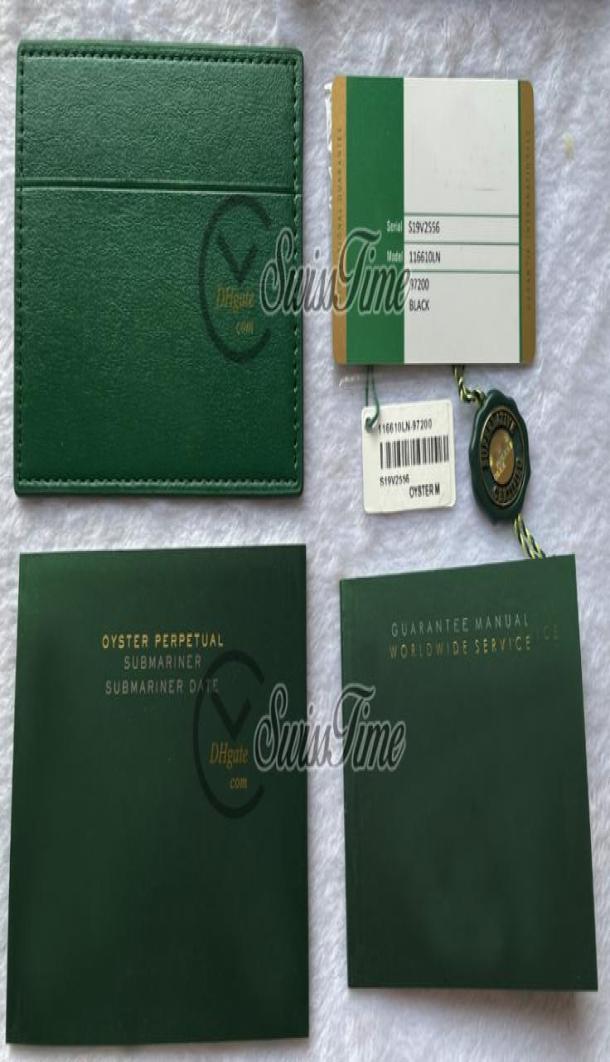 Serial S19V2556
Model 116610LN
97200
BLACK
DHgate
com
SwissTime
116610LN-97200
S19V2556
OYSTER M
OYSTER PERPETUAL
SUBMARINER
SUBMARINER DATE
GUARANTEE MANUAL
WORLDWIDE SERVICE
DHgate
com
SwissTime